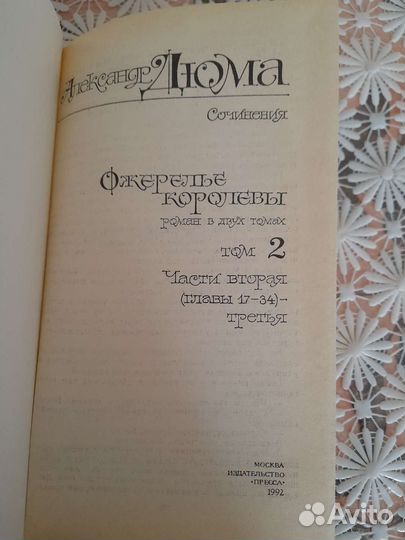 Александр Дюма
Сочинения
Ожерелье
королевы
роман в двух томах
том 2
Части вторая
(главы 17–34)–
третья
МОСКВА
ИЗДАТЕЛЬСТВО
«ПРЕССА»
1992
Avito